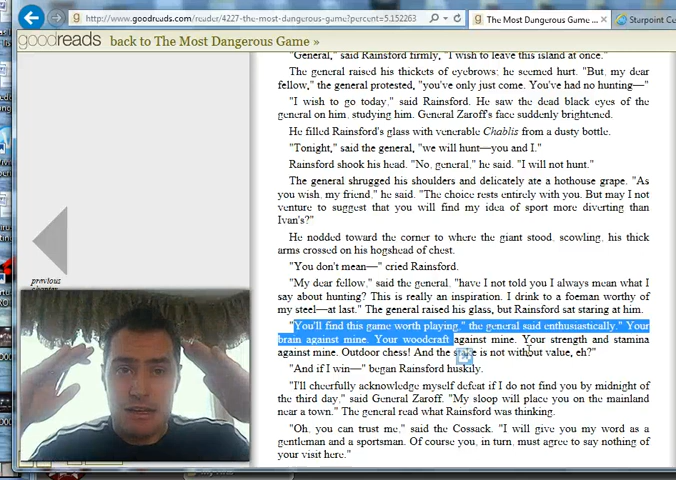 http://www.goodreads.com/reader/4227-the-most-dangerous-game?percent=5.152263
The Most Dangerous Game ...
Starpoint Ce
goodreads back to The Most Dangerous Game »
"General," said Rainsford firmly, "I wish to leave this island at once."
The general raised his thickets of eyebrows; he seemed hurt. "But, my dear
fellow," the general protested, "you've only just come. You've had no hunting—"
"I wish to go today," said Rainsford. He saw the dead black eyes of the
general on him, studying him. General Zaroff's face suddenly brightened.
He filled Rainsford's glass with venerable Chablis from a dusty bottle.
"Tonight," said the general, "we will hunt—you and I."
Rainsford shook his head. "No, general," he said. "I will not hunt."
The general shrugged his shoulders and delicately ate a hothouse grape. "As
you wish, my friend," he said. "The choice rests entirely with you. But may I not
venture to suggest that you will find my idea of sport more diverting than
Ivan's?"
He nodded toward the corner to where the giant stood, scowling, his thick
arms crossed on his hogshead of chest.
"You don't mean—" cried Rainsford.
"My dear fellow," said the general, "have I not told you I always mean what I
say about hunting? This is really an inspiration. I drink to a foeman worthy of
my steel—at last." The general raised his glass, but Rainsford sat staring at him.
"You'll find this game worth playing," the general said enthusiastically." Your
brain against mine. Your woodcraft against mine. Your strength and stamina
against mine. Outdoor chess! And the stake is not without value, eh?"
"And if I win—" began Rainsford huskily.
"I'll cheerfully acknowledge myself defeat if I do not find you by midnight of
the third day," said General Zaroff. "My sloop will place you on the mainland
near a town." The general read what Rainsford was thinking.
"Oh, you can trust me," said the Cossack. "I will give you my word as a
gentleman and a sportsman. Of course you, in turn, must agree to say nothing of
your visit here."
previous